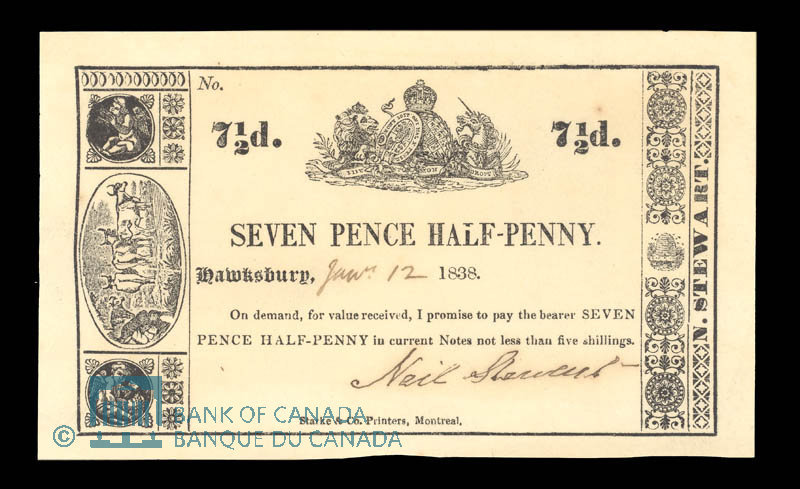 No.
7½d. 7½d.
SEVEN PENCE HALF-PENNY.
Hawksbury, Jany 12 1838.
On demand, for value received, I promise to pay the bearer SEVEN
PENCE HALF-PENNY in current Notes not less than five shillings.
Neil Stewart
Starke & Co. Printers, Montreal.
N. STEWART.
© BANK OF CANADA
BANQUE DU CANADA